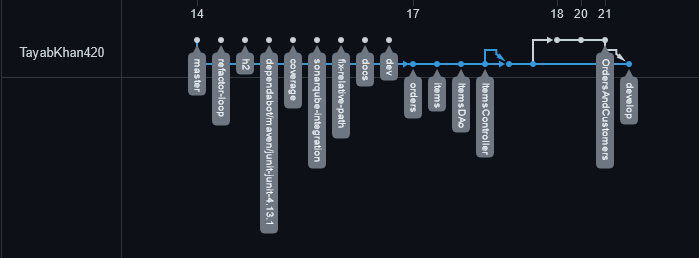 14 17 18 20 21
TayabKhan420
master
refactor-loop
h2
dependabot/maven/junit-junit-4.13.1
coverage
sonarqube-integration
fix-relative-path
docs
dev
orders
items
ItemsDAo
ItemsController
OrdersAndCustomers
develop